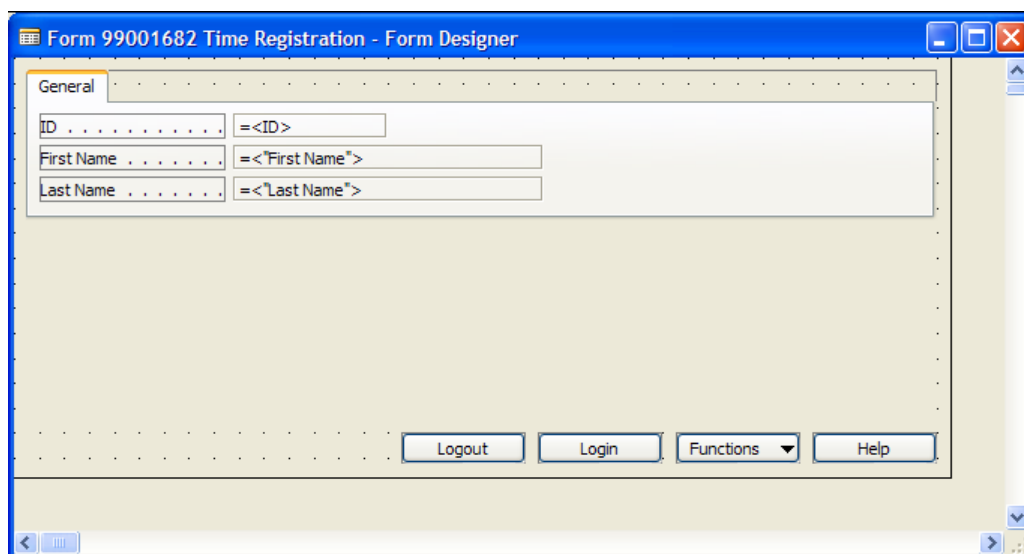 Form 99001682 Time Registration - Form Designer
General
ID . . . . . . . . . . . =<ID>
First Name . . . . . . . =<"First Name">
Last Name . . . . . . . =<"Last Name">
Logout Login Functions Help